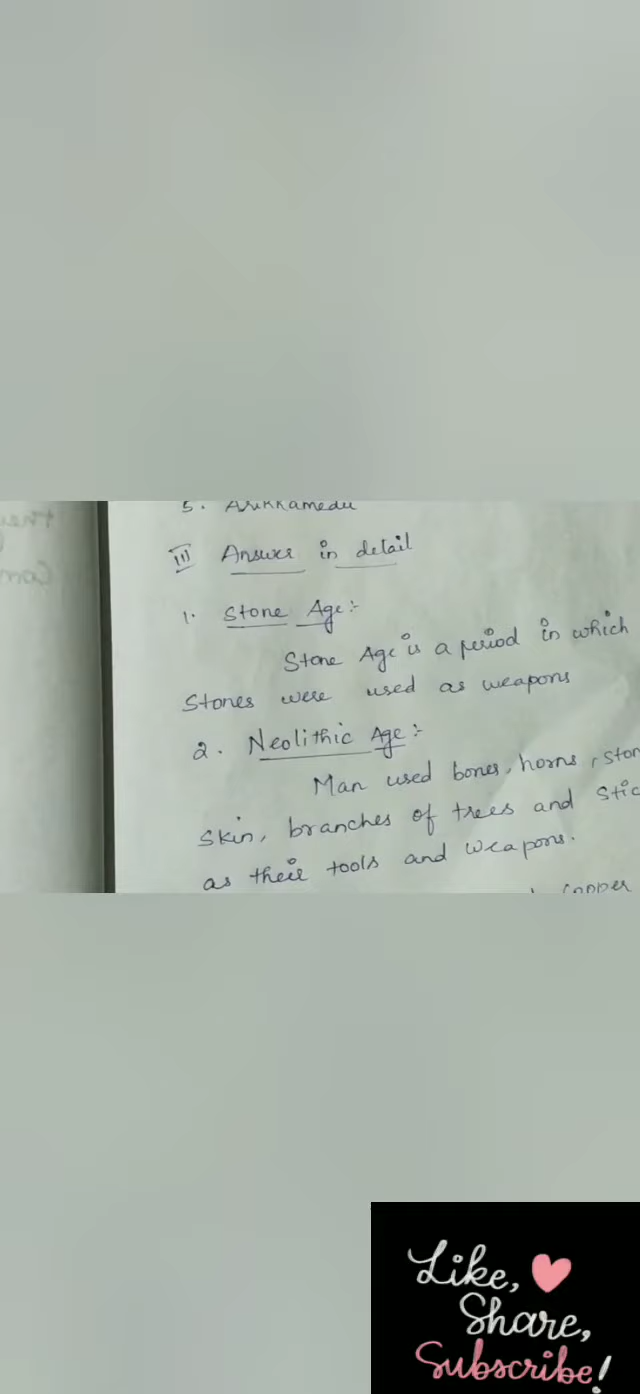 5. Arikkamedu
III Answer in detail
1. Stone Age :-
Stone Age is a period in which
Stones were used as weapons
2. Neolithic Age :-
Man used bones, horns, ston
skin, branches of trees and stic
as their tools and weapons.
copper
Like,
Share,
Subscribe!